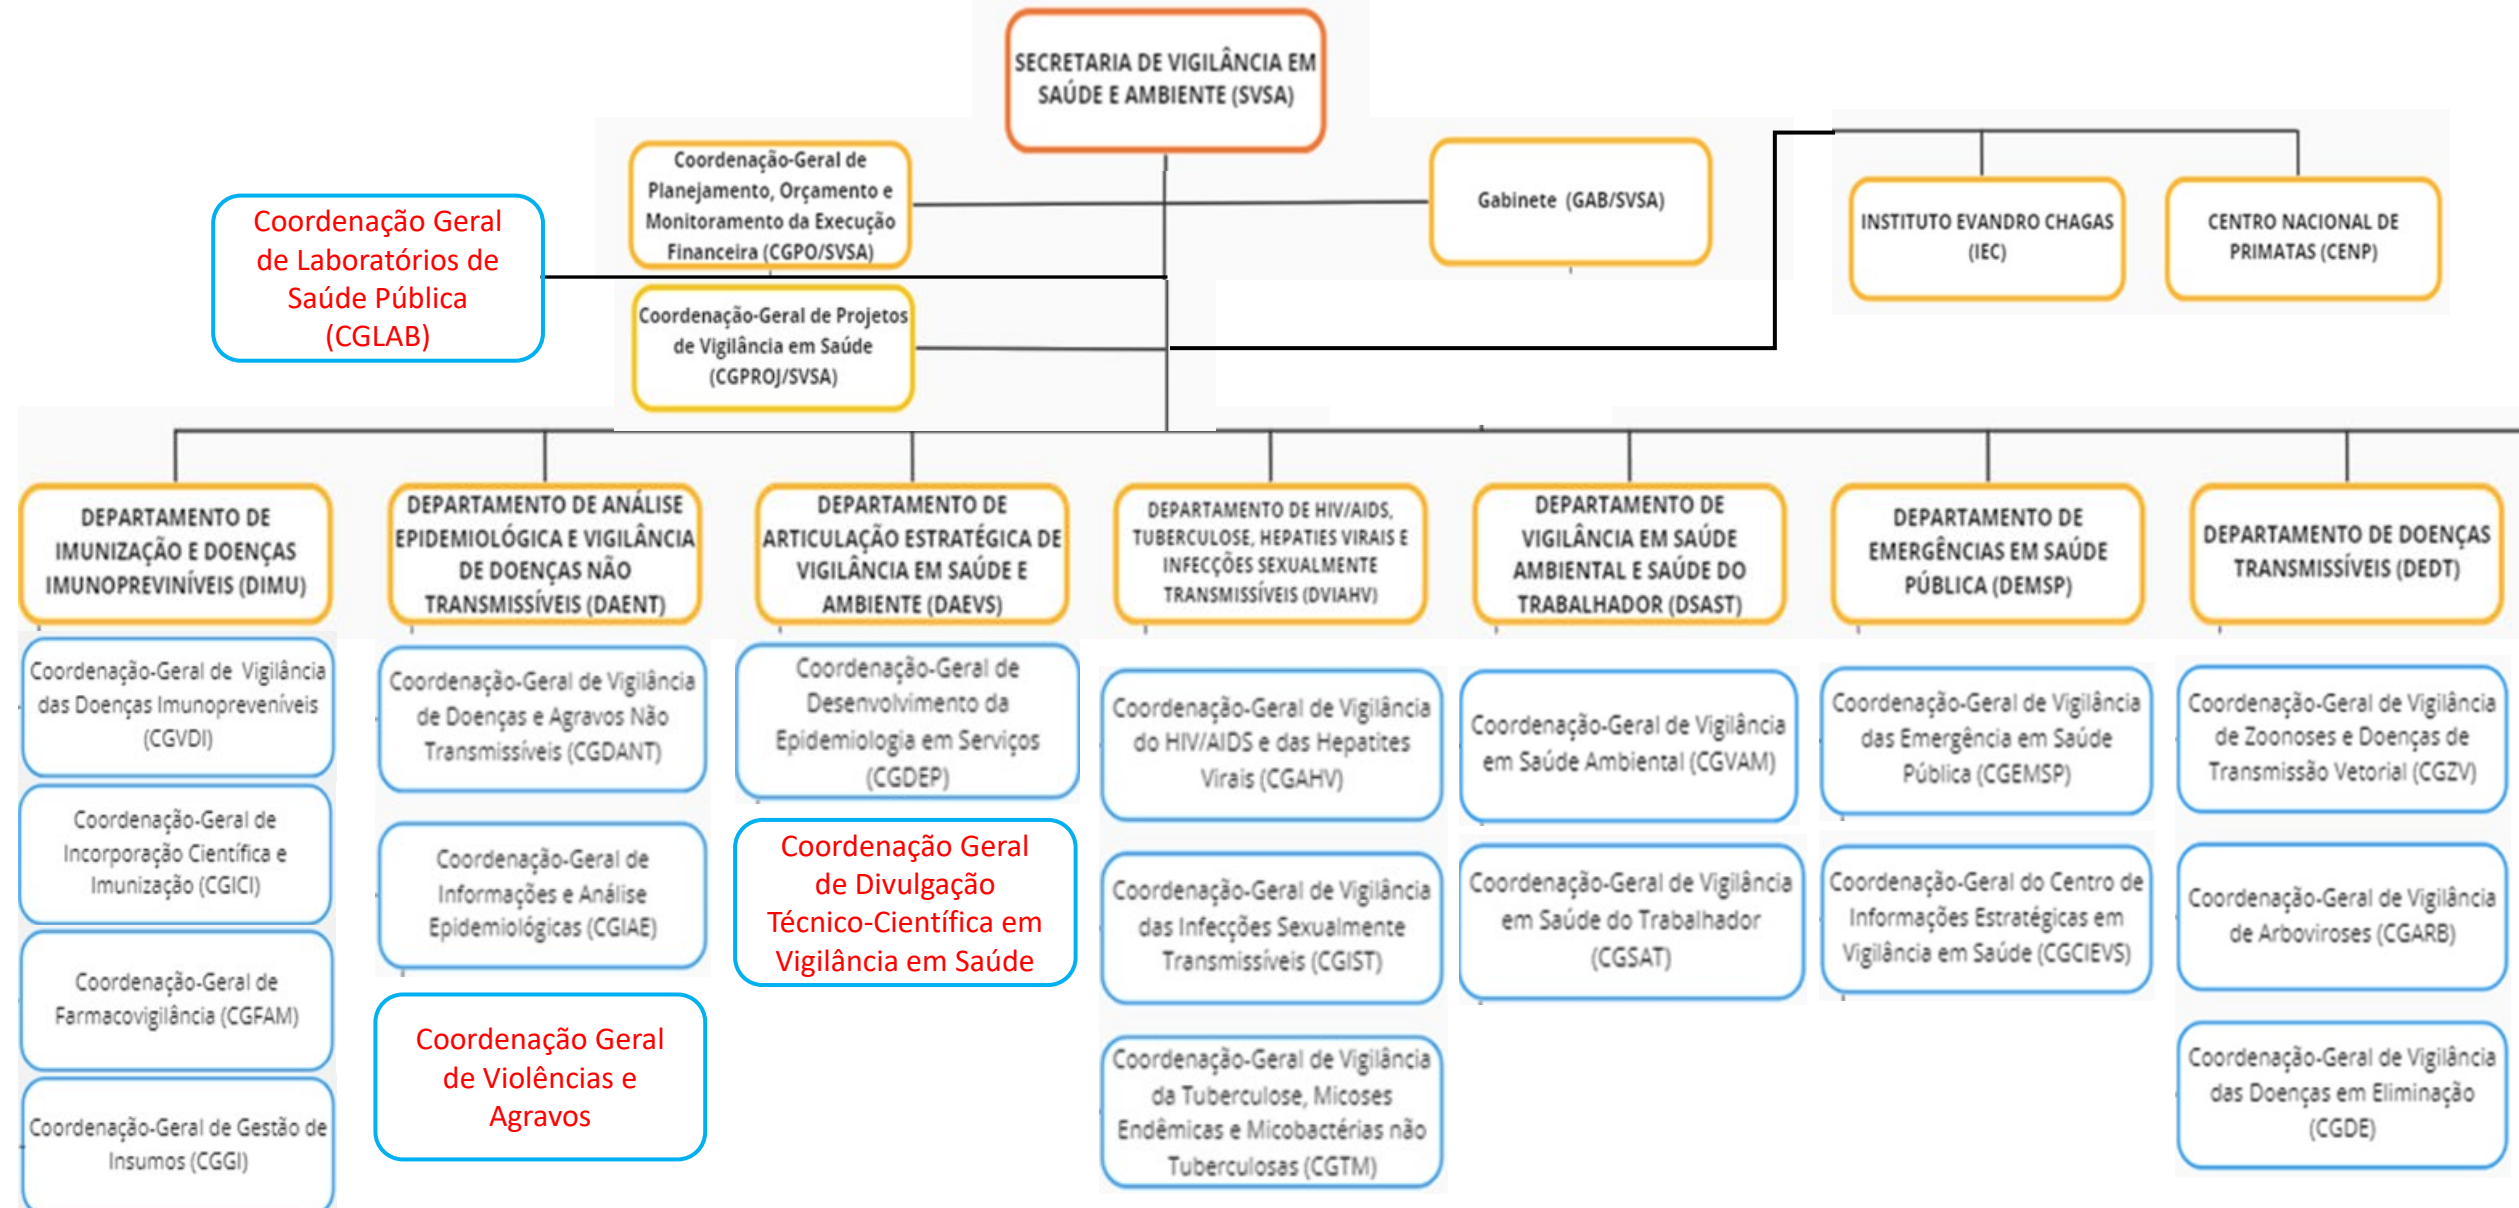 SECRETARIA DE VIGILÂNCIA EM
SAÚDE E AMBIENTE (SVSA)
Coordenação-Geral de
Planejamento, Orçamento e
Monitoramento da Execução
Financeira (CGPO/SVSA)
Gabinete (GAB/SVSA)
INSTITUTO EVANDRO CHAGAS
(IEC)
CENTRO NACIONAL DE
PRIMATAS (CENP)
Coordenação Geral
de Laboratórios de
Saúde Pública
(CGLAB)
Coordenação-Geral de Projetos
de Vigilância em Saúde
(CGPROJ/SVSA)
DEPARTAMENTO DE
IMUNIZAÇÃO E DOENÇAS
IMUNOPREVINÍVEIS (DIMU)
Coordenação-Geral de Vigilância
das Doenças Imunopreveníveis
(CGVDI)
Coordenação-Geral de
Incorporação Científica e
Imunização (CGICI)
Coordenação-Geral de
Farmacovigilância (CGFAM)
Coordenação-Geral de Gestão de
Insumos (CGGI)
DEPARTAMENTO DE ANÁLISE
EPIDEMIOLÓGICA E VIGILÂNCIA
DE DOENÇAS NÃO
TRANSMISSÍVEIS (DAENT)
Coordenação-Geral de Vigilância
de Doenças e Agravos Não
Transmissíveis (CGDANT)
Coordenação-Geral de
Informações e Análise
Epidemiológicas (CGIAE)
Coordenação Geral
de Violências e
Agravos
DEPARTAMENTO DE
ARTICULAÇÃO ESTRATÉGICA DE
VIGILÂNCIA EM SAÚDE E
AMBIENTE (DAEVS)
Coordenação-Geral de
Desenvolvimento da
Epidemiologia em Serviços
(CGDEP)
Coordenação Geral
de Divulgação
Técnico-Científica em
Vigilância em Saúde
DEPARTAMENTO DE HIV/AIDS,
TUBERCULOSE, HEPATIES VIRAIS E
INFECÇÕES SEXUALMENTE
TRANSMISSÍVEIS (DVIAHV)
Coordenação-Geral de Vigilância
do HIV/AIDS e das Hepatites
Virais (CGAHV)
Coordenação-Geral de Vigilância
das Infecções Sexualmente
Transmissíveis (CGIST)
Coordenação-Geral de Vigilância
da Tuberculose, Micoses
Endêmicas e Micobactérias não
Tuberculosas (CGTM)
DEPARTAMENTO DE
VIGILÂNCIA EM SAÚDE
AMBIENTAL E SAÚDE DO
TRABALHADOR (DSAST)
Coordenação-Geral de Vigilância
em Saúde Ambiental (CGVAM)
Coordenação-Geral de Vigilância
em Saúde do Trabalhador
(CGSAT)
DEPARTAMENTO DE
EMERGÊNCIAS EM SAÚDE
PÚBLICA (DEMSP)
Coordenação-Geral de Vigilância
das Emergência em Saúde
Pública (CGEMSP)
Coordenação-Geral do Centro de
Informações Estratégicas em
Vigilância em Saúde (CGCIEVS)
DEPARTAMENTO DE DOENÇAS
TRANSMISSÍVEIS (DEDT)
Coordenação-Geral de Vigilância
de Zoonoses e Doenças de
Transmissão Vetorial (CGZV)
Coordenação-Geral de Vigilância
de Arboviroses (CGARB)
Coordenação-Geral de Vigilância
das Doenças em Eliminação
(CGDE)